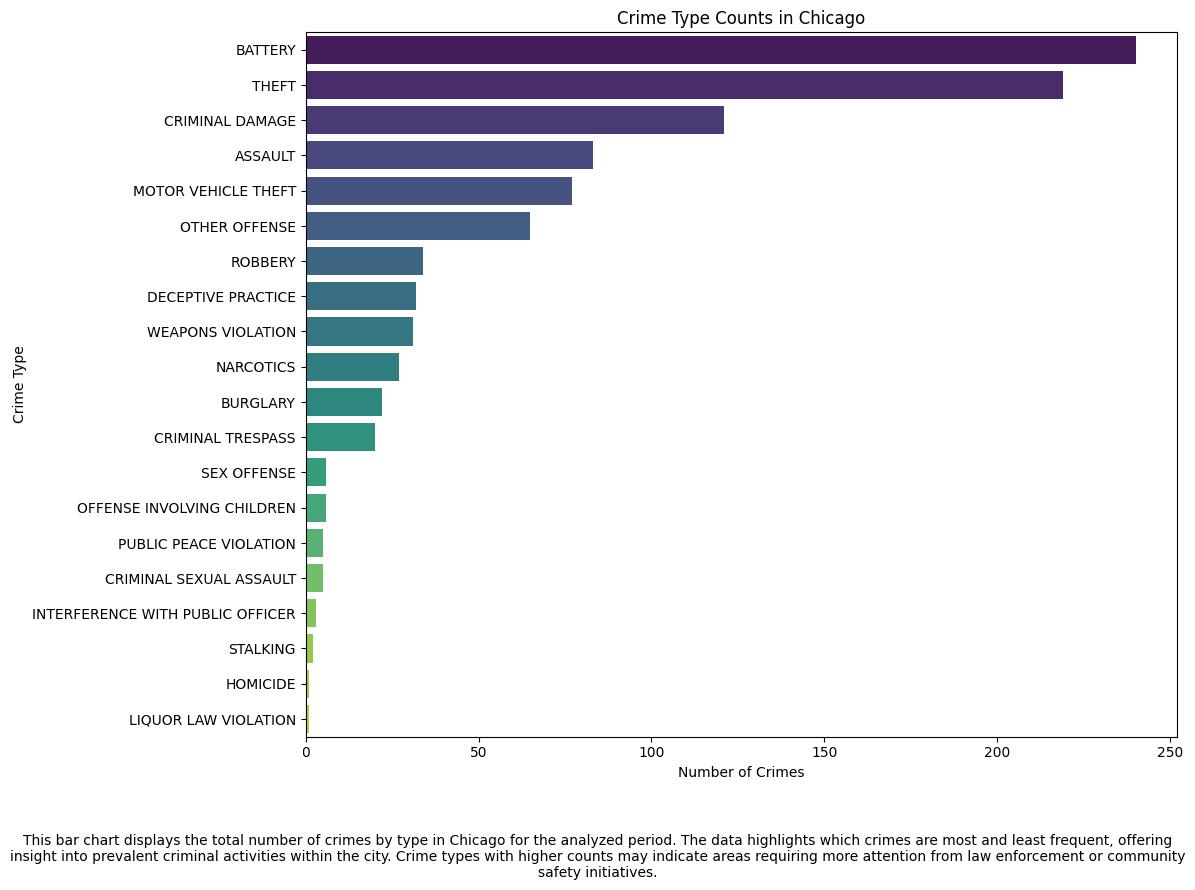 Crime Type Counts in Chicago
BATTERY
THEFT
CRIMINAL DAMAGE
ASSAULT
MOTOR VEHICLE THEFT
OTHER OFFENSE
ROBBERY
DECEPTIVE PRACTICE
WEAPONS VIOLATION
NARCOTICS
BURGLARY
CRIMINAL TRESPASS
SEX OFFENSE
OFFENSE INVOLVING CHILDREN
PUBLIC PEACE VIOLATION
CRIMINAL SEXUAL ASSAULT
INTERFERENCE WITH PUBLIC OFFICER
STALKING
HOMICIDE
LIQUOR LAW VIOLATION
Crime Type
0 50 100 150 200 250
Number of Crimes
This bar chart displays the total number of crimes by type in Chicago for the analyzed period. The data highlights which crimes are most and least frequent, offering
insight into prevalent criminal activities within the city. Crime types with higher counts may indicate areas requiring more attention from law enforcement or community
safety initiatives.